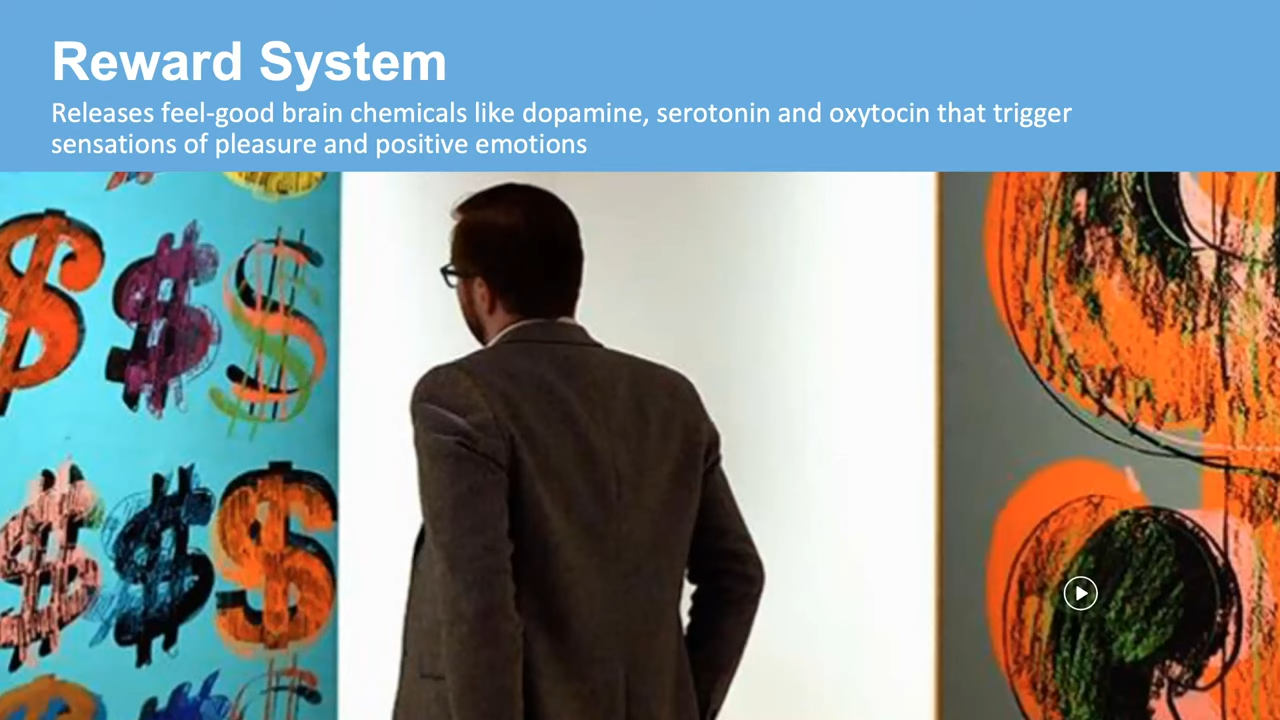 Reward System
Releases feel-good brain chemicals like dopamine, serotonin and oxytocin that trigger
sensations of pleasure and positive emotions